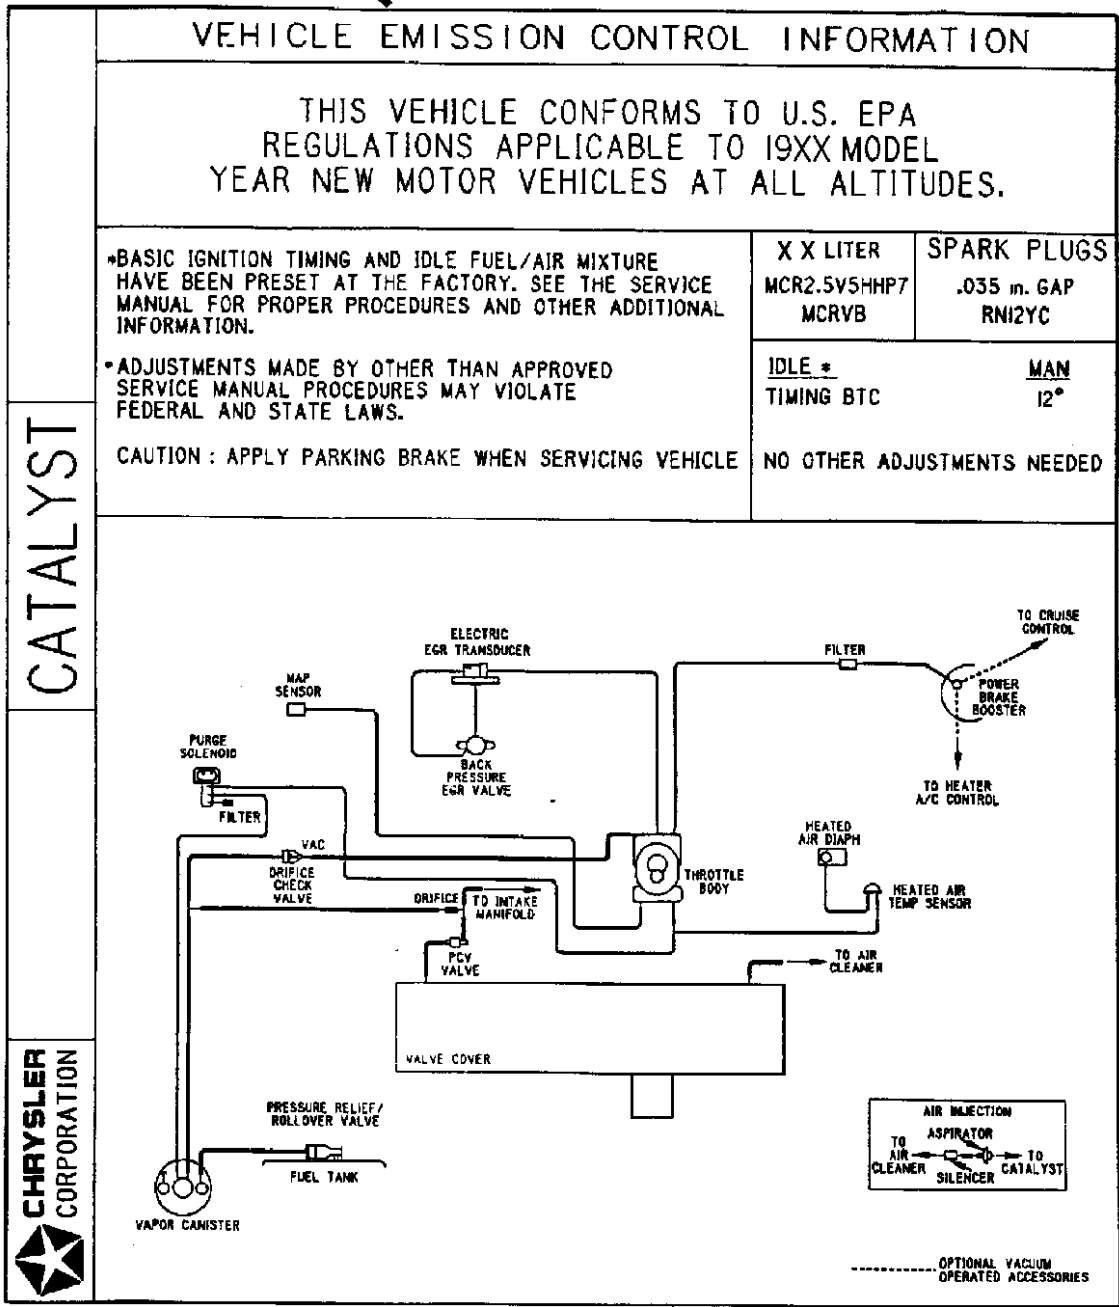 VEHICLE EMISSION CONTROL INFORMATION
THIS VEHICLE CONFORMS TO U.S. EPA
REGULATIONS APPLICABLE TO 19XX MODEL
YEAR NEW MOTOR VEHICLES AT ALL ALTITUDES.
*BASIC IGNITION TIMING AND IDLE FUEL/AIR MIXTURE
HAVE BEEN PRESET AT THE FACTORY. SEE THE SERVICE
MANUAL FOR PROPER PROCEDURES AND OTHER ADDITIONAL
INFORMATION.
•ADJUSTMENTS MADE BY OTHER THAN APPROVED
SERVICE MANUAL PROCEDURES MAY VIOLATE
FEDERAL AND STATE LAWS.
CAUTION : APPLY PARKING BRAKE WHEN SERVICING VEHICLE
X X LITER
MCR2.5V5HHP7
MCRVB
SPARK PLUGS
.035 in. GAP
RN12YC
IDLE * MAN
TIMING BTC 12°
NO OTHER ADJUSTMENTS NEEDED
CATALYST
CHRYSLER
CORPORATION
ELECTRIC
EGR TRANSDUCER
MAP
SENSOR
PURGE
SOLENOID
FILTER
BACK
PRESSURE
EGR VALVE
FILTER
TO CRUISE
CONTROL
POWER
BRAKE
BOOSTER
TO HEATER
A/C CONTROL
VAC
ORIFICE
CHECK
VALVE
ORIFICE
TO INTAKE
MANIFOLD
PCV
VALVE
THROTTLE
BODY
HEATED
AIR DIAPH
HEATED AIR
TEMP SENSOR
TO AIR
CLEANER
VALVE COVER
PRESSURE RELIEF/
ROLLOVER VALVE
FUEL TANK
VAPOR CANISTER
AIR INJECTION
ASPIRATOR
TO
AIR
CLEANER
SILENCER
TO
CATALYST
OPTIONAL VACUUM
OPERATED ACCESSORIES